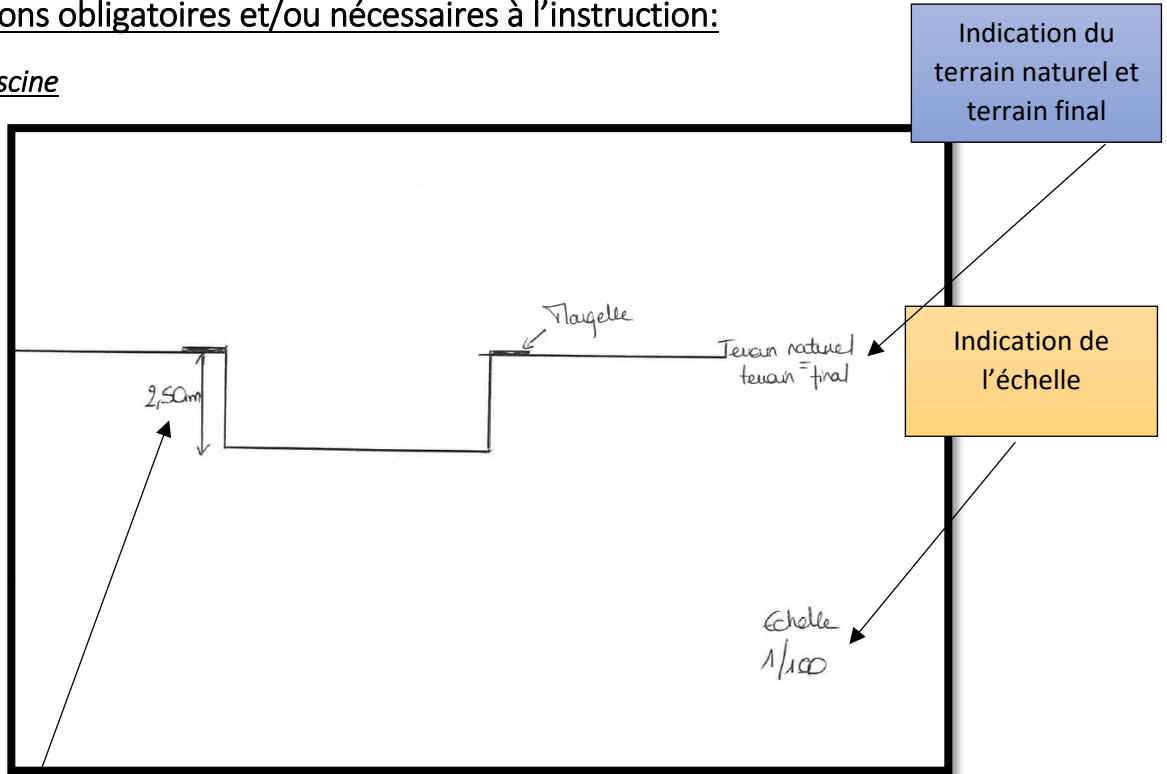 ons obligatoires et/ou nécessaires à l’instruction:
scine
Indication du
terrain naturel et
terrain final
Margelle
Terrain naturel
=
terrain final
2,50m
Indication de
l’échelle
Echelle
1/100